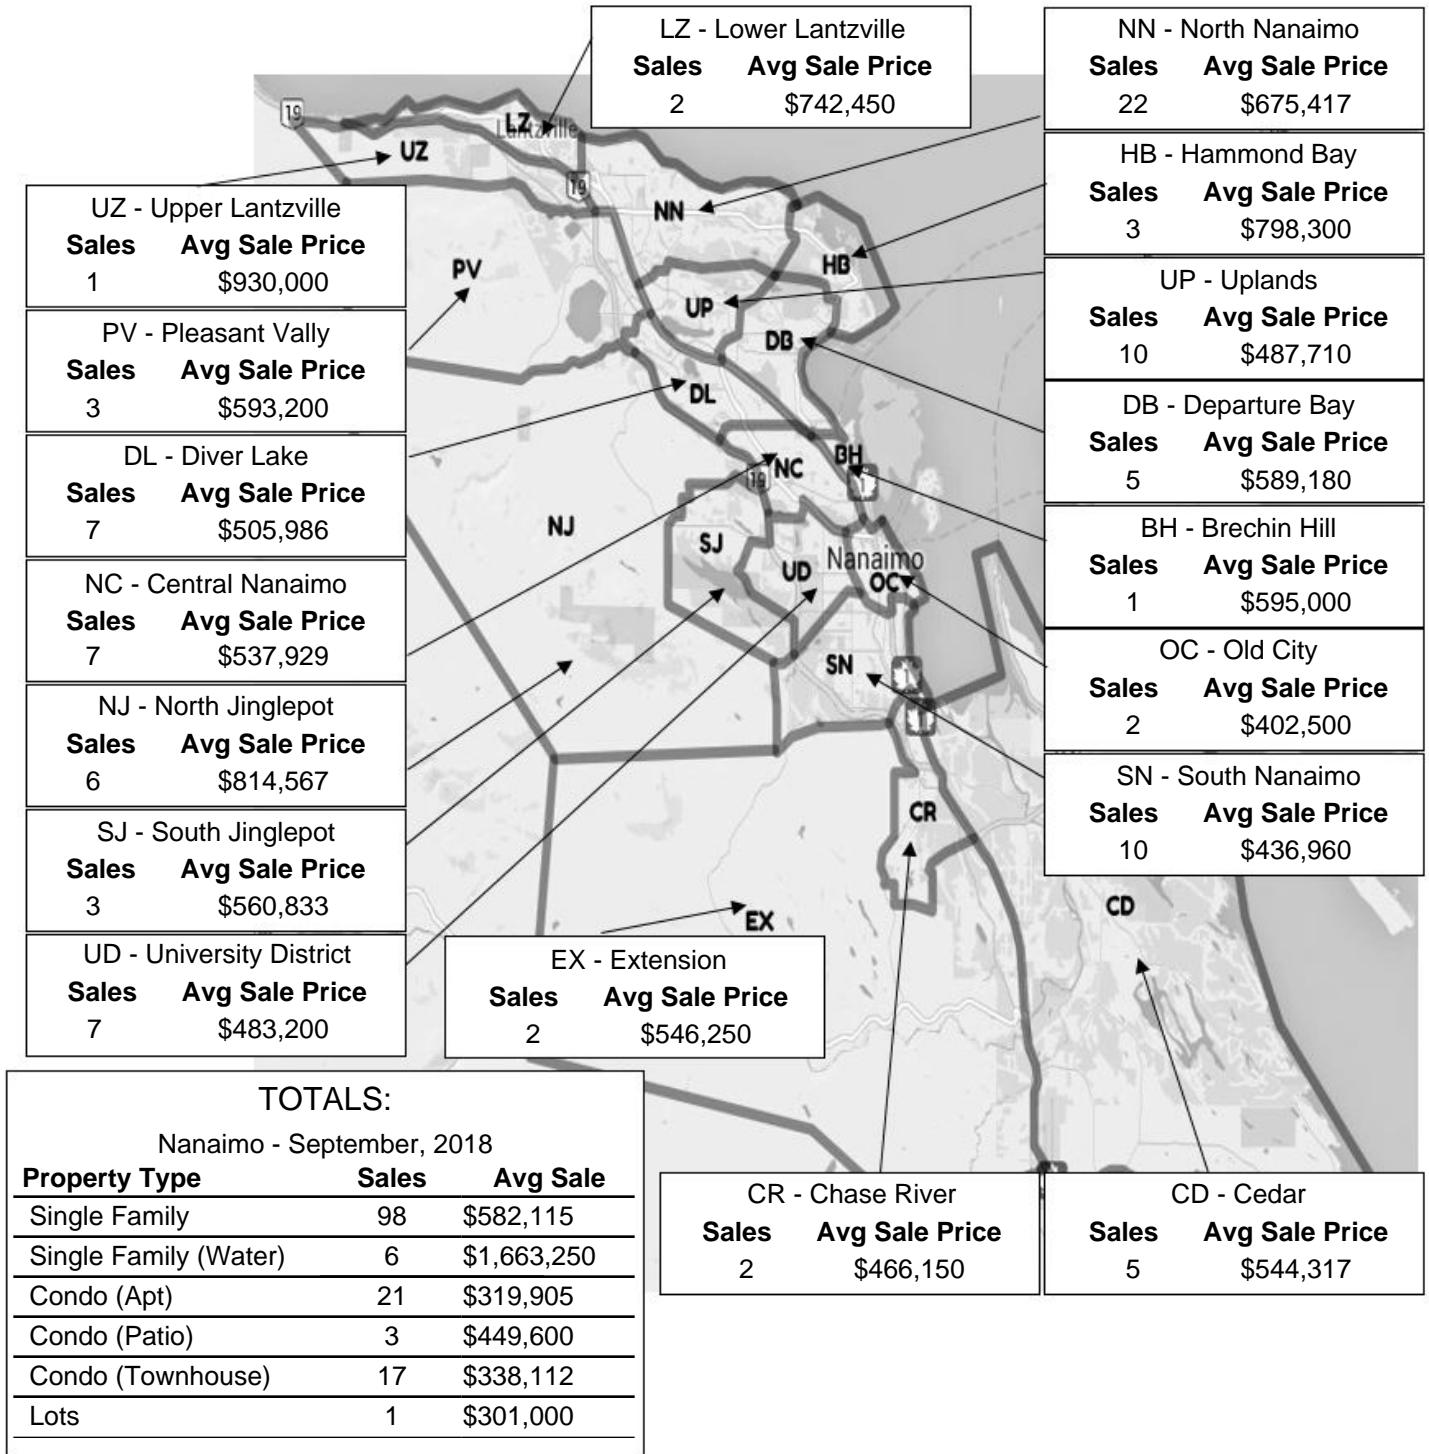 LZ - Lower Lantzville
Sales Avg Sale Price
2 $742,450
NN - North Nanaimo
Sales Avg Sale Price
22 $675,417
HB - Hammond Bay
Sales Avg Sale Price
3 $798,300
UP - Uplands
Sales Avg Sale Price
10 $487,710
DB - Departure Bay
Sales Avg Sale Price
5 $589,180
BH - Brechin Hill
Sales Avg Sale Price
1 $595,000
OC - Old City
Sales Avg Sale Price
2 $402,500
SN - South Nanaimo
Sales Avg Sale Price
10 $436,960
UZ - Upper Lantzville
Sales Avg Sale Price
1 $930,000
PV - Pleasant Vally
Sales Avg Sale Price
3 $593,200
DL - Diver Lake
Sales Avg Sale Price
7 $505,986
NC - Central Nanaimo
Sales Avg Sale Price
7 $537,929
NJ - North Jinglepot
Sales Avg Sale Price
6 $814,567
SJ - South Jinglepot
Sales Avg Sale Price
3 $560,833
UD - University District
Sales Avg Sale Price
7 $483,200
EX - Extension
Sales Avg Sale Price
2 $546,250
CR - Chase River
Sales Avg Sale Price
2 $466,150
CD - Cedar
Sales Avg Sale Price
5 $544,317
19
LZ
Lantzville
UZ
19
NN
PV
HB
UP
DB
DL
BH
NC
19
1
NJ
SJ
UD
Nanaimo
OC
SN
1
CR
CD
EX
TOTALS:
Nanaimo - September, 2018
Property Type Sales Avg Sale
Single Family 98 $582,115
Single Family (Water) 6 $1,663,250
Condo (Apt) 21 $319,905
Condo (Patio) 3 $449,600
Condo (Townhouse) 17 $338,112
Lots 1 $301,000